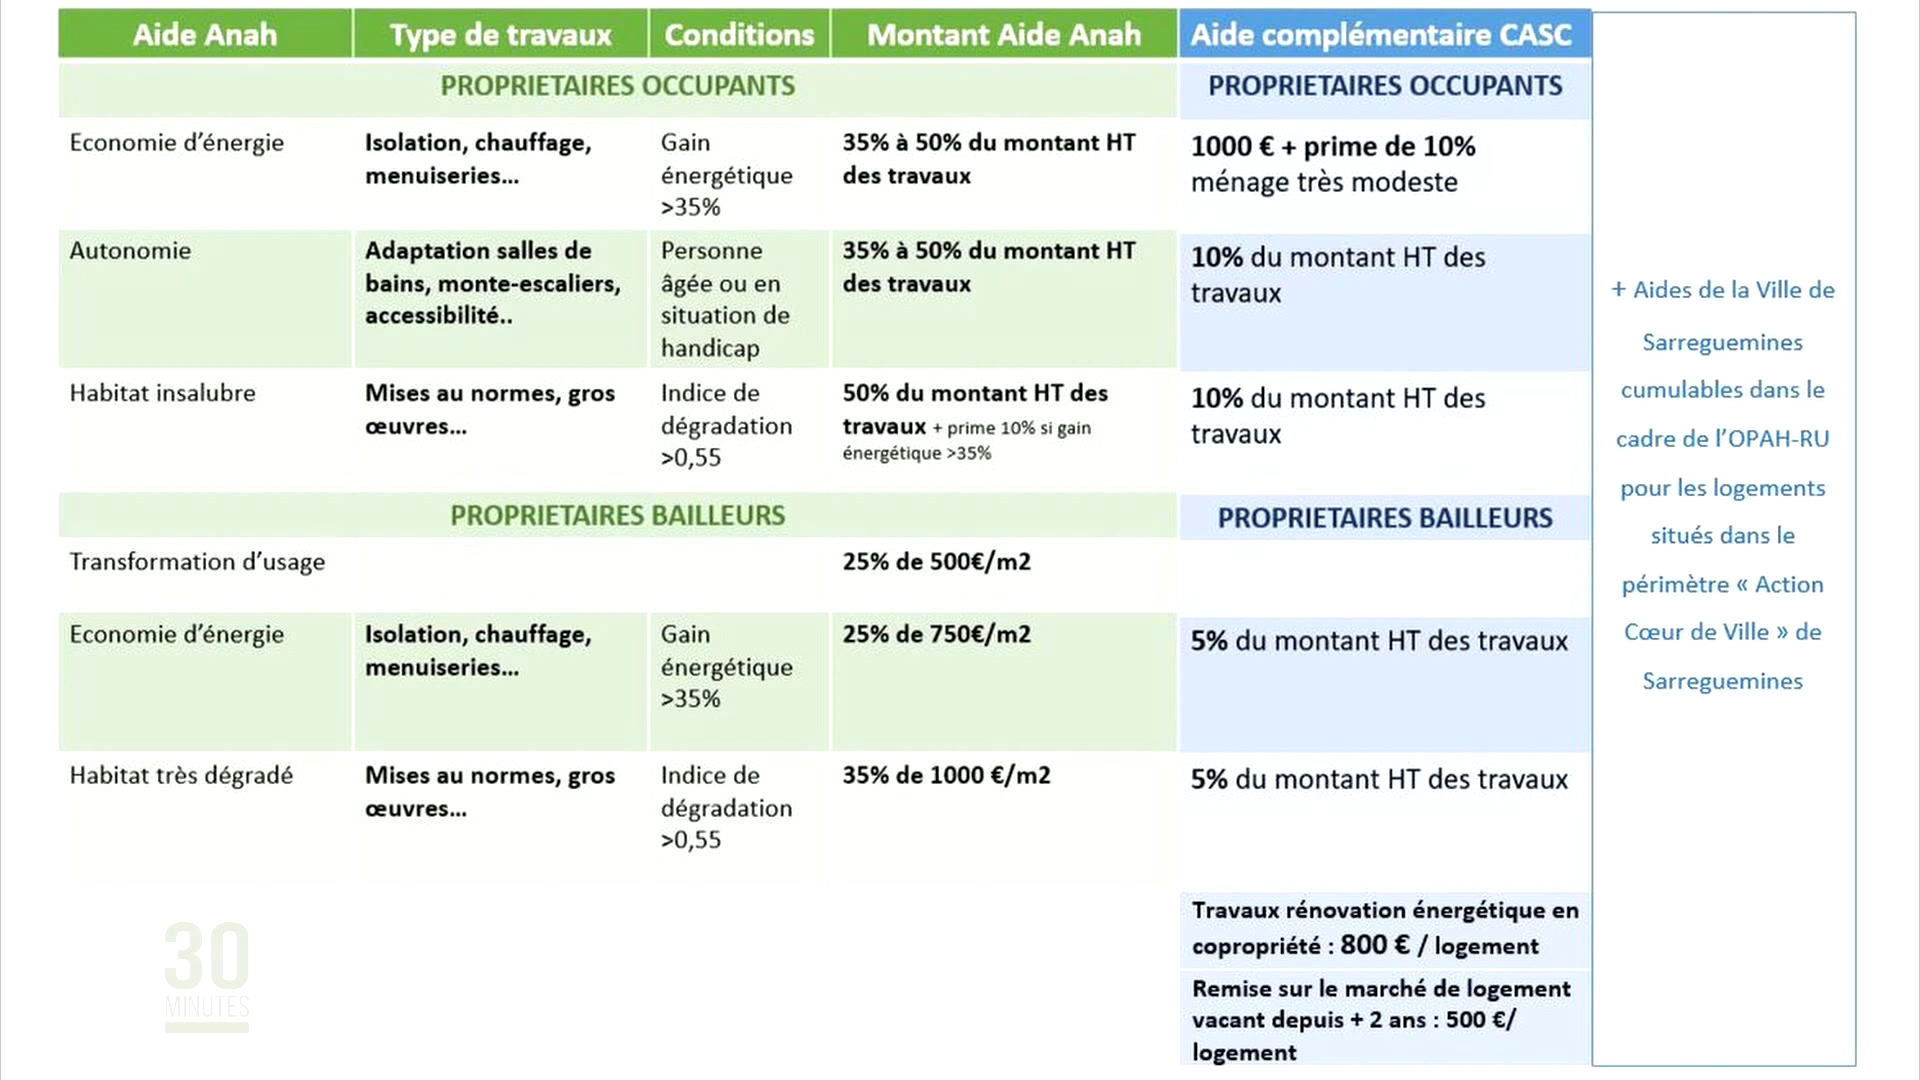 Aide Anah
Type de travaux
Conditions
Montant Aide Anah
Aide complémentaire CASC
PROPRIETAIRES OCCUPANTS
PROPRIETAIRES OCCUPANTS
Economie d’énergie
Isolation, chauffage,
menuiseries...
Gain
énergétique
>35%
35% à 50% du montant HT
des travaux
1000 € + prime de 10%
ménage très modeste
Autonomie
Adaptation salles de
bains, monte-escaliers,
accessibilité..
Personne
âgée ou en
situation de
handicap
35% à 50% du montant HT
des travaux
10% du montant HT des
travaux
Habitat insalubre
Mises au normes, gros
œuvres...
Indice de
dégradation
>0,55
50% du montant HT des
travaux + prime 10% si gain
énergétique >35%
10% du montant HT des
travaux
PROPRIETAIRES BAILLEURS
PROPRIETAIRES BAILLEURS
Transformation d’usage
25% de 500€/m2
Economie d’énergie
Isolation, chauffage,
menuiseries...
Gain
énergétique
>35%
25% de 750€/m2
5% du montant HT des travaux
Habitat très dégradé
Mises au normes, gros
œuvres...
Indice de
dégradation
>0,55
35% de 1000 €/m2
5% du montant HT des travaux
Travaux rénovation énergétique en
copropriété : 800 € / logement
Remise sur le marché de logement
vacant depuis + 2 ans : 500 €/
logement
+ Aides de la Ville de
Sarreguemines
cumulables dans le
cadre de l’OPAH-RU
pour les logements
situés dans le
périmètre « Action
Cœur de Ville » de
Sarreguemines
30
MINUTES